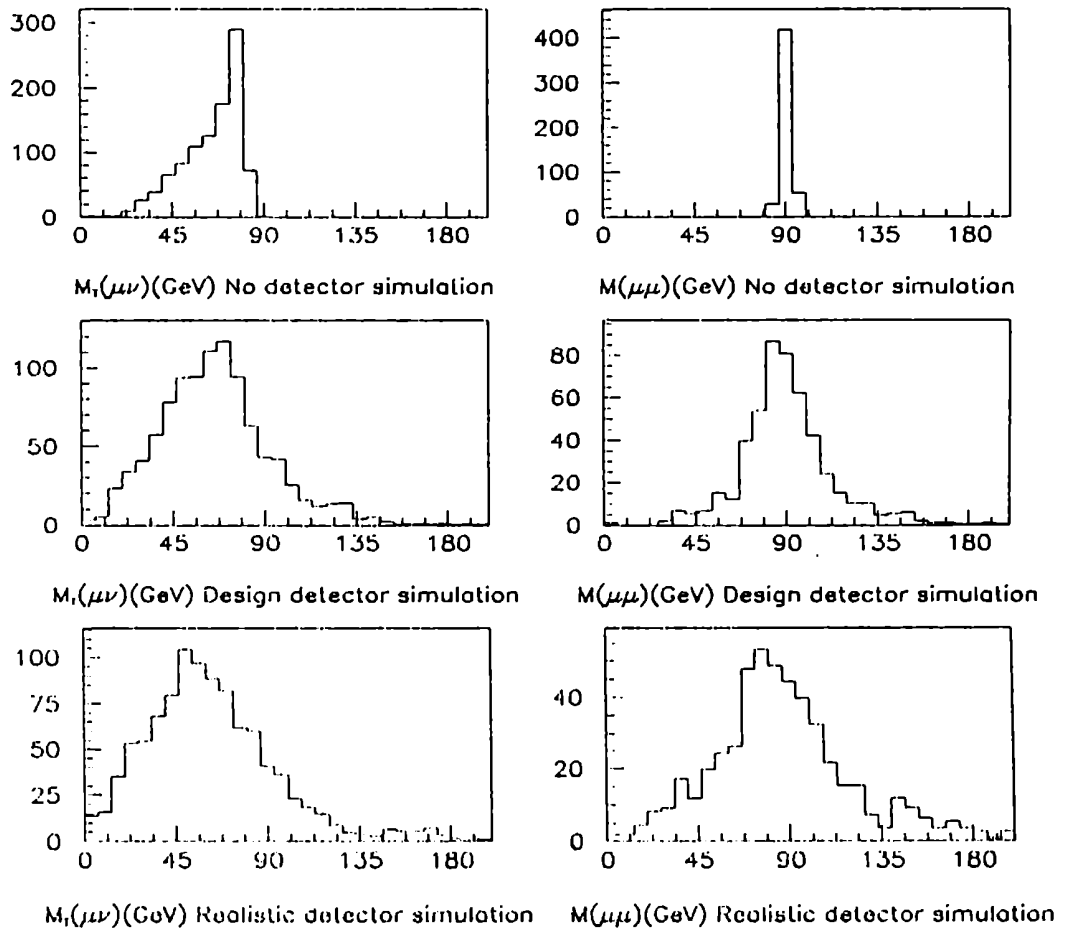 300
200
100
0
0 45 90 135 180
M_T(μν)(GeV) No detector simulation
400
300
200
100
0
0 45 90 135 180
M(μμ)(GeV) No detector simulation
100
50
0
0 45 90 135 180
M_T(μν)(GeV) Design detector simulation
80
60
40
20
0
0 45 90 135 180
M(μμ)(GeV) Design detector simulation
100
75
50
25
0
0 45 90 135 180
M_T(μν)(GeV) Realistic detector simulation
40
20
0
0 45 90 135 180
M(μμ)(GeV) Realistic detector simulation